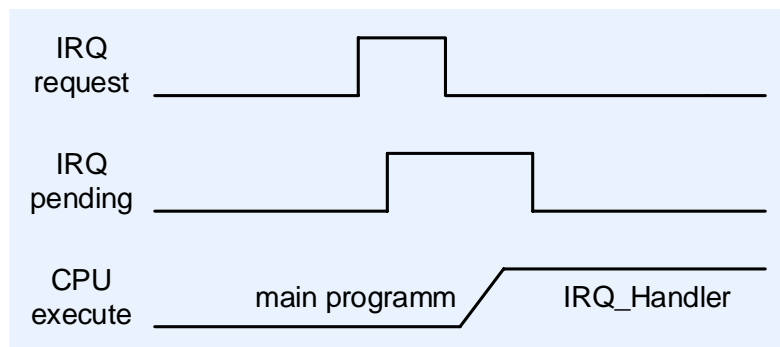 IRQ
request
IRQ
pending
CPU
execute
main programm
IRQ_Handler